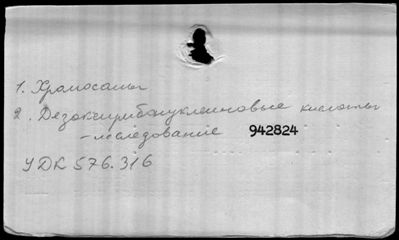 1. Хромосомы
2. Дезоксирибонуклеиновые кислоты
- исследование 942824
УДК 576.316